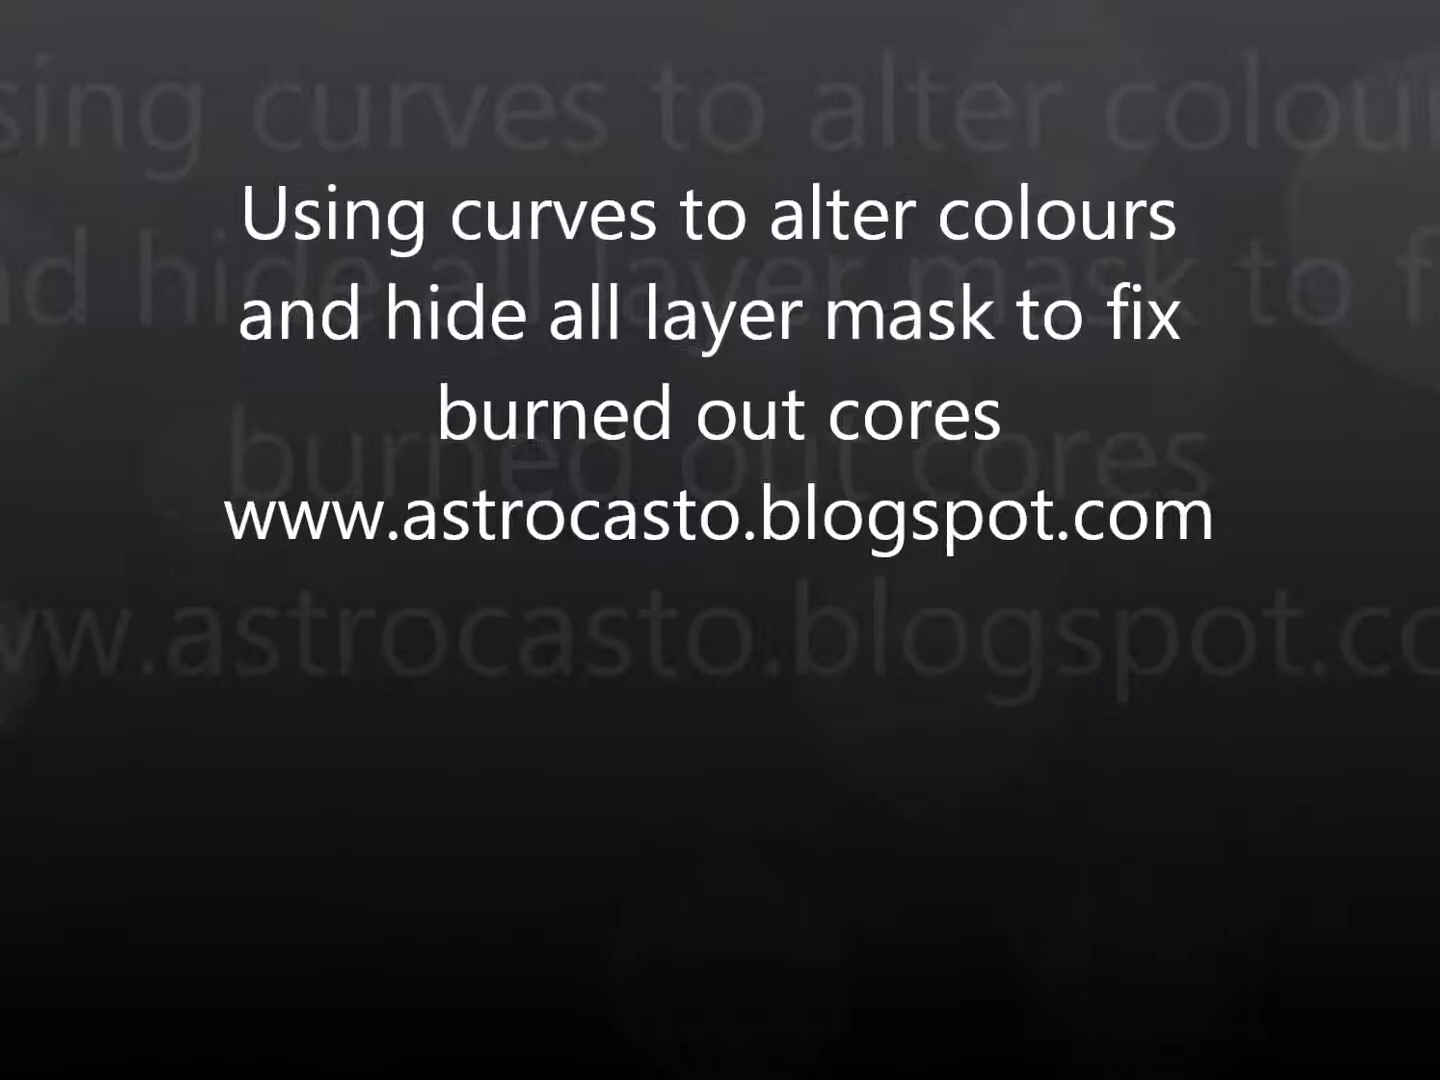 Using curves to alter colours
and hide all layer mask to fix
burned out cores
www.astrocasto.blogspot.com